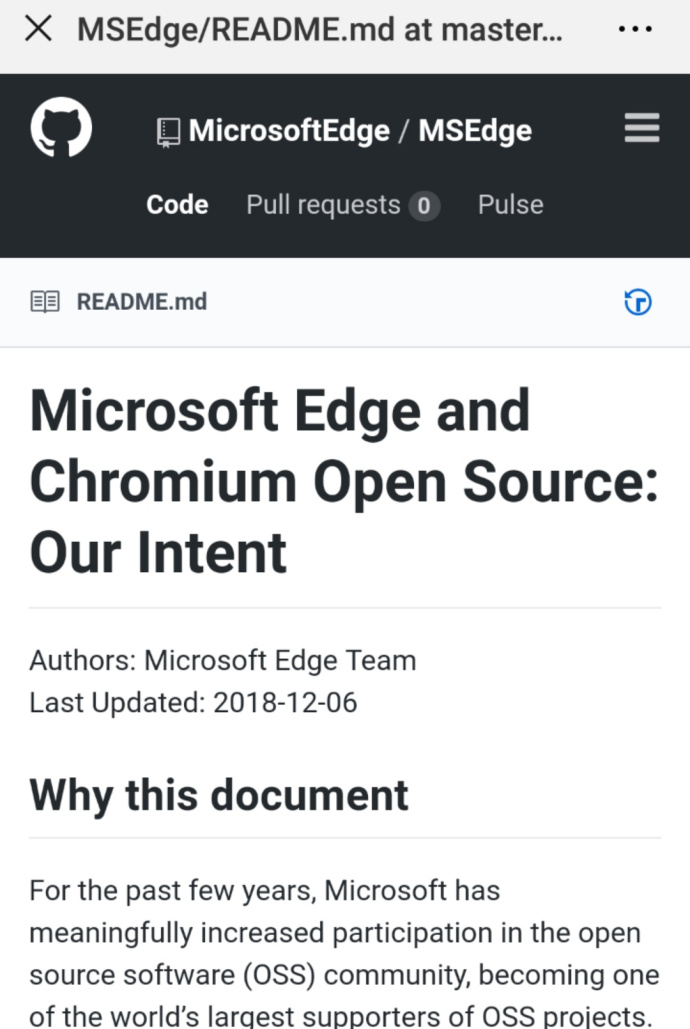 MSEdge/README.md at master...
MicrosoftEdge / MSEdge
Code Pull requests 0 Pulse
README.md
Microsoft Edge and
Chromium Open Source:
Our Intent
Authors: Microsoft Edge Team
Last Updated: 2018-12-06
Why this document
For the past few years, Microsoft has
meaningfully increased participation in the open
source software (OSS) community, becoming one
of the world’s largest supporters of OSS projects.